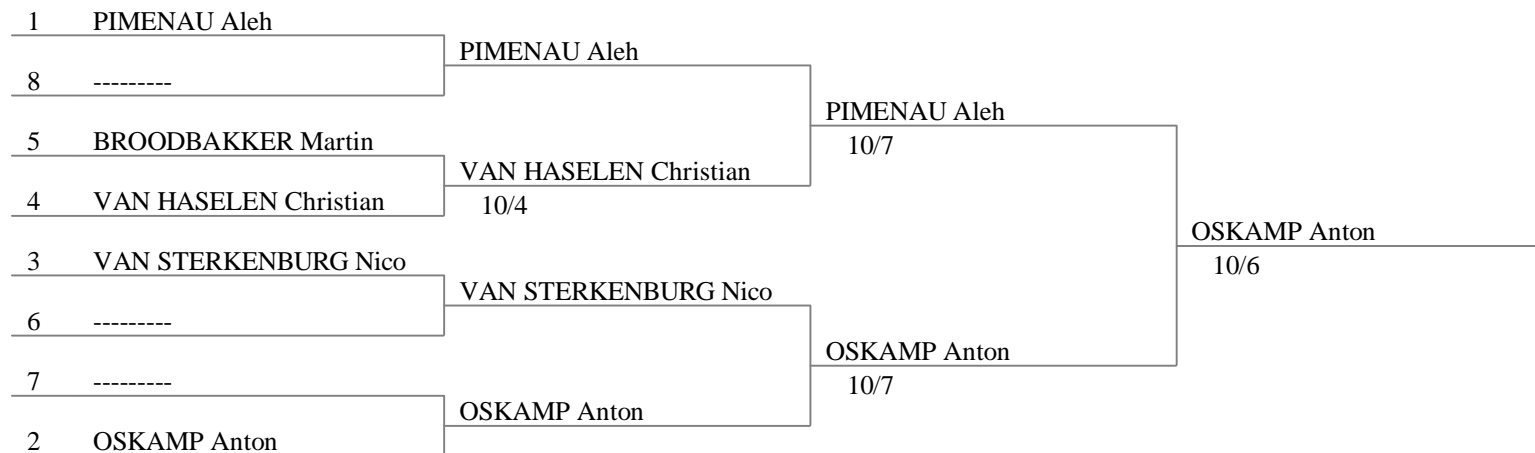 1 PIMENAU Aleh
PIMENAU Aleh
8 ---------
PIMENAU Aleh
10/7
5 BROODBAKKER Martin
VAN HASELEN Christian
10/4
4 VAN HASELEN Christian
OSKAMP Anton
10/6
3 VAN STERKENBURG Nico
VAN STERKENBURG Nico
6 ---------
OSKAMP Anton
10/7
7 ---------
OSKAMP Anton
2 OSKAMP Anton